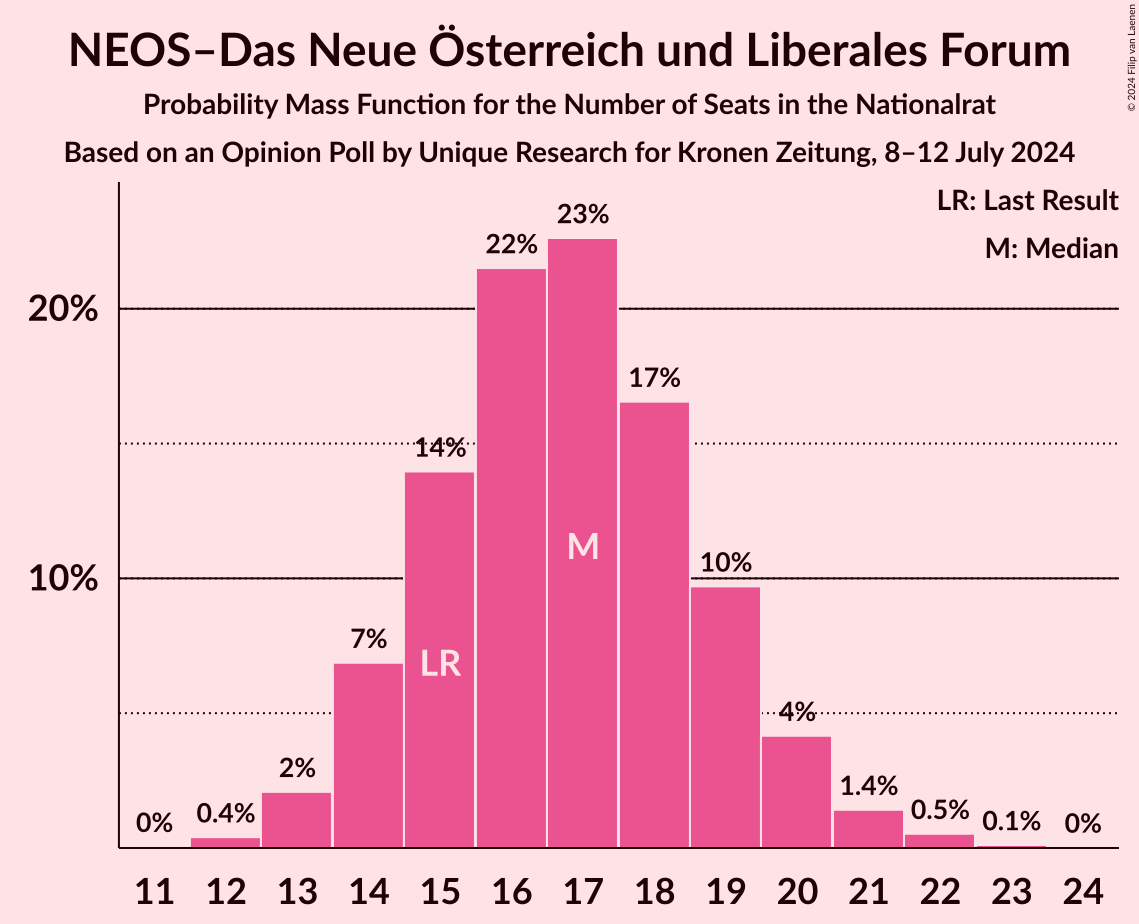 NEOS–Das Neue Österreich und Liberales Forum
Probability Mass Function for the Number of Seats in the Nationalrat
Based on an Opinion Poll by Unique Research for Kronen Zeitung, 8–12 July 2024
© 2024 Filip van Laenen
LR: Last Result
M: Median
20%
10%
0%
0.4%
2%
7%
14%
22%
23%
17%
10%
4%
1.4%
0.5%
0.1%
0%
LR
M
11 12 13 14 15 16 17 18 19 20 21 22 23 24